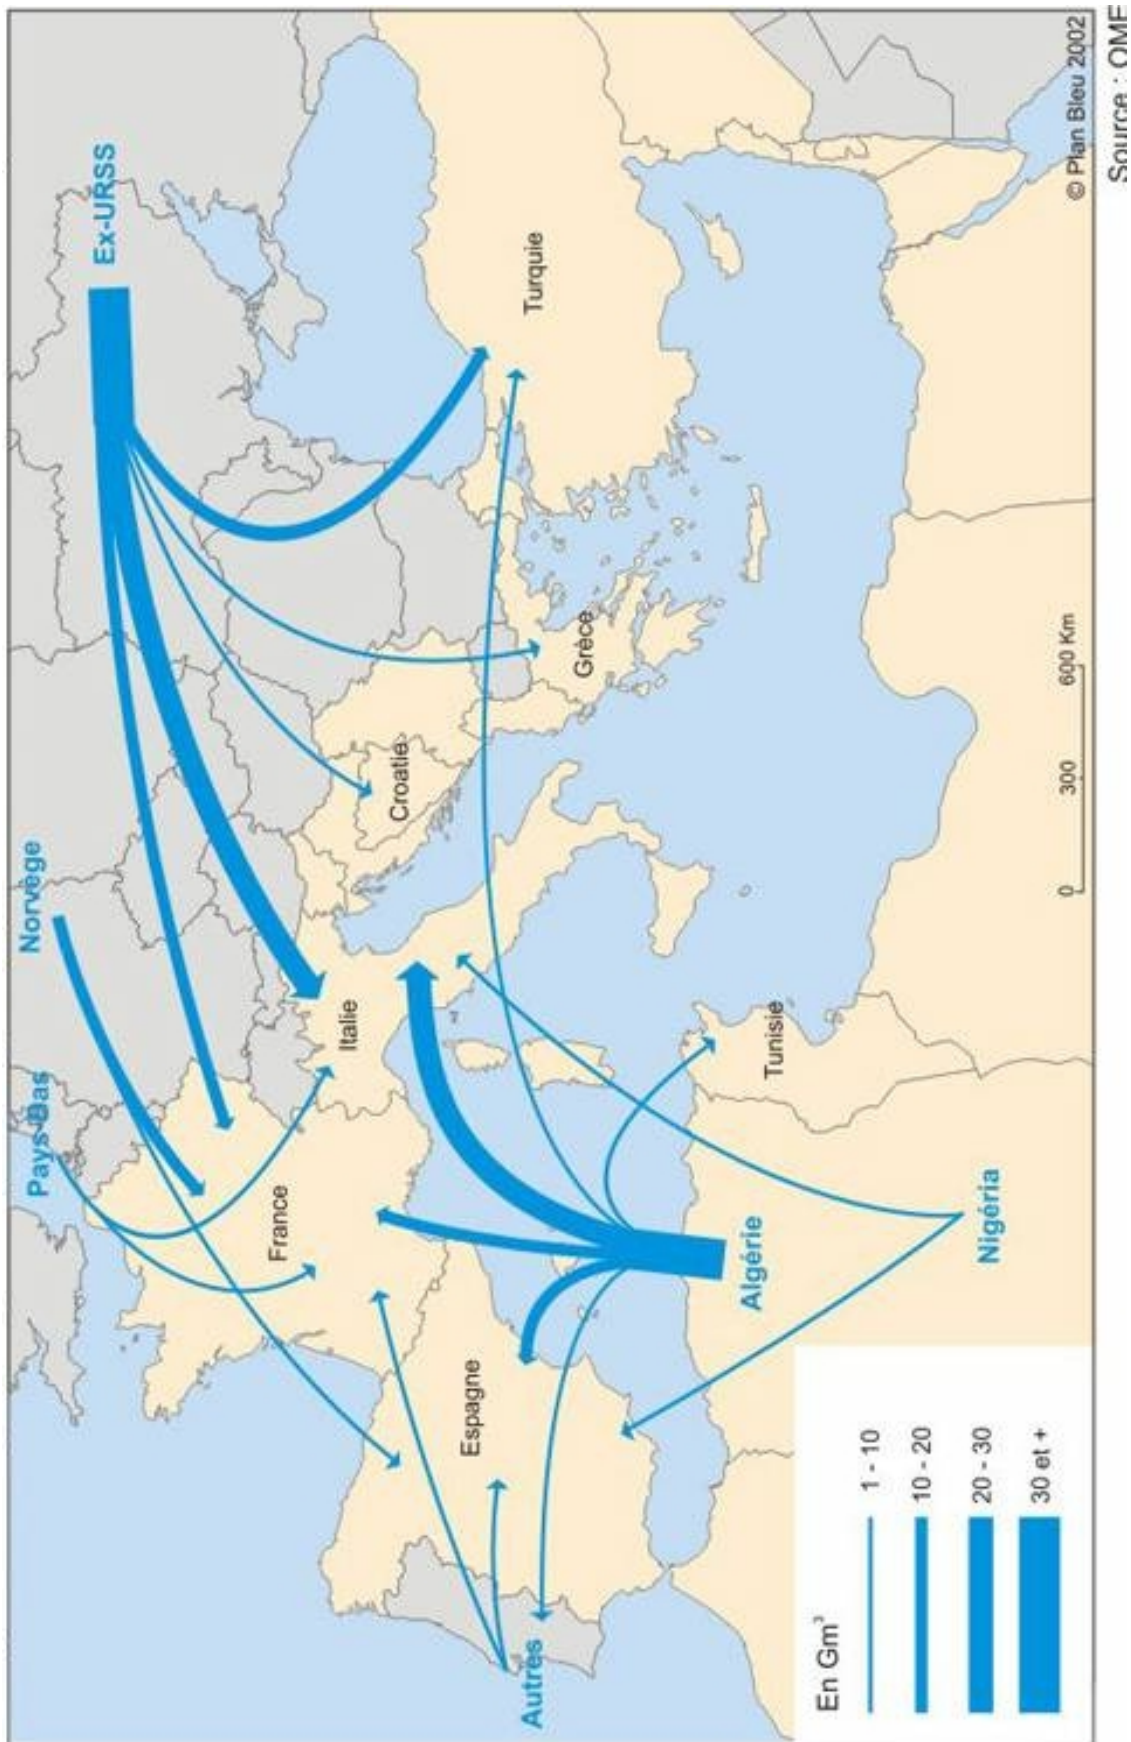 Norvège
Pays-Bas
Ex-URSS
France
Italie
Croatie
Turquie
Espagne
Grèce
Autres
Algérie
Tunisie
Nigéria
En Gm³
1 - 10
10 - 20
20 - 30
30 et +
0 300 600 Km
© Plan Bleu 2002
Source : OME